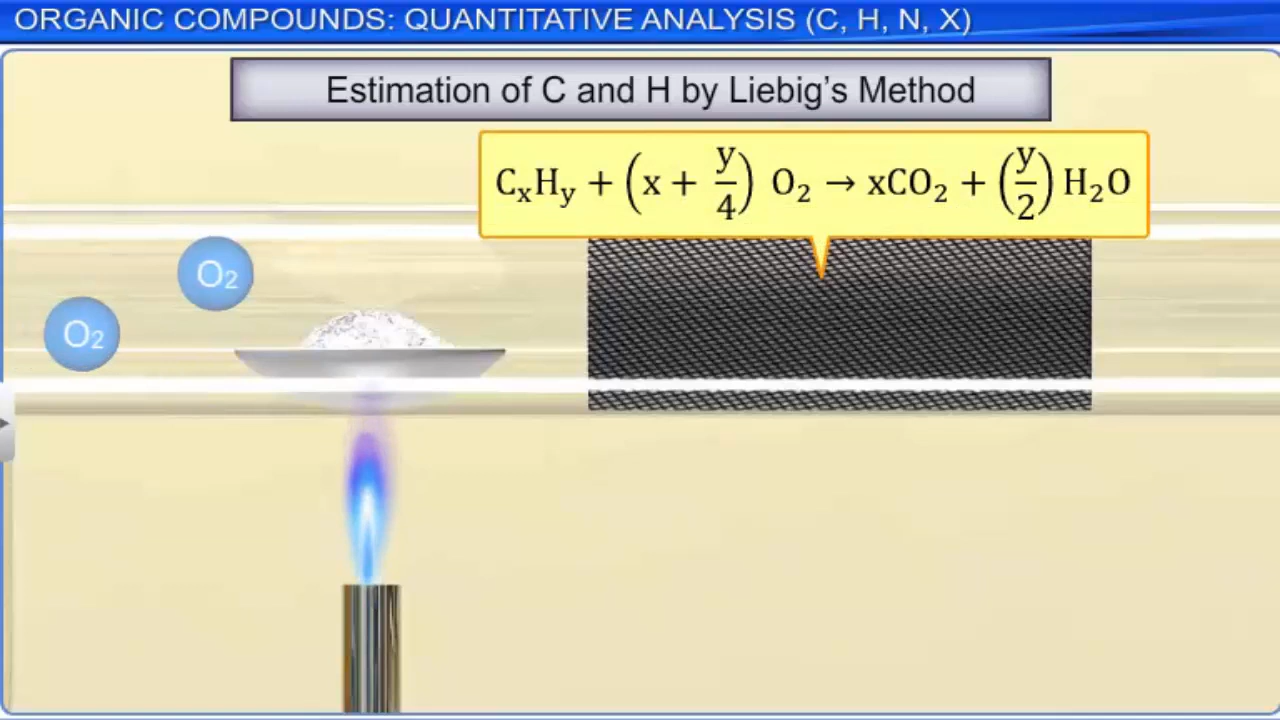 ORGANIC COMPOUNDS: QUANTITATIVE ANALYSIS (C, H, N, X)
Estimation of C and H by Liebig’s Method
CₓHᵧ + (x + y/4) O₂ → xCO₂ + (y/2) H₂O
O₂
O₂